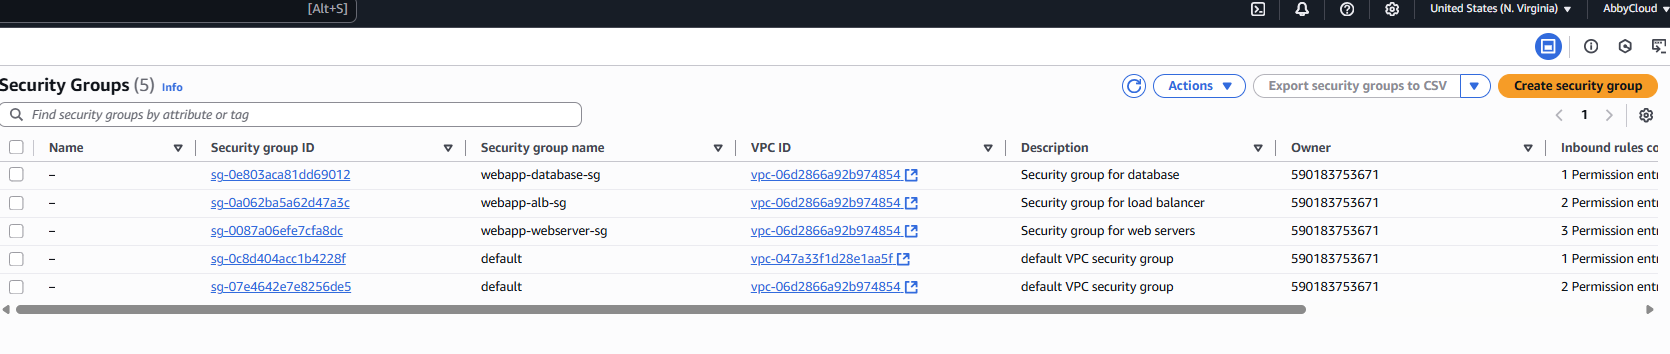 [Alt+S] United States (N. Virginia) AbbyCloud
Security Groups (5) Info Actions Export security groups to CSV Create security group
Find security groups by attribute or tag 1
Name Security group ID Security group name VPC ID Description Owner Inbound rules co
– sg-0e803aca81dd69012 webapp-database-sg vpc-06d2866a92b974854 Security group for database 590183753671 1 Permission entr
– sg-0a062ba5a62d47a3c webapp-alb-sg vpc-06d2866a92b974854 Security group for load balancer 590183753671 2 Permission entr
– sg-0087a06efe7cfa8dc webapp-webserver-sg vpc-06d2866a92b974854 Security group for web servers 590183753671 3 Permission entr
– sg-0c8d404acc1b4228f default vpc-047a33f1d28e1aa5f default VPC security group 590183753671 1 Permission entr
– sg-07e4642e7e8256de5 default vpc-06d2866a92b974854 default VPC security group 590183753671 2 Permission entr